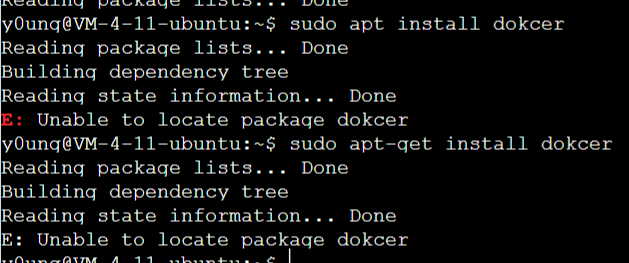 Reading package lists... Done
y0unq@VM-4-11-ubuntu:~$ sudo apt install dokcer
Reading package lists... Done
Building dependency tree
Reading state information... Done
E: Unable to locate package dokcer
y0unq@VM-4-11-ubuntu:~$ sudo apt-get install dokcer
Reading package lists... Done
Building dependency tree
Reading state information... Done
E: Unable to locate package dokcer
y0unq@VM-4-11-ubuntu:~$